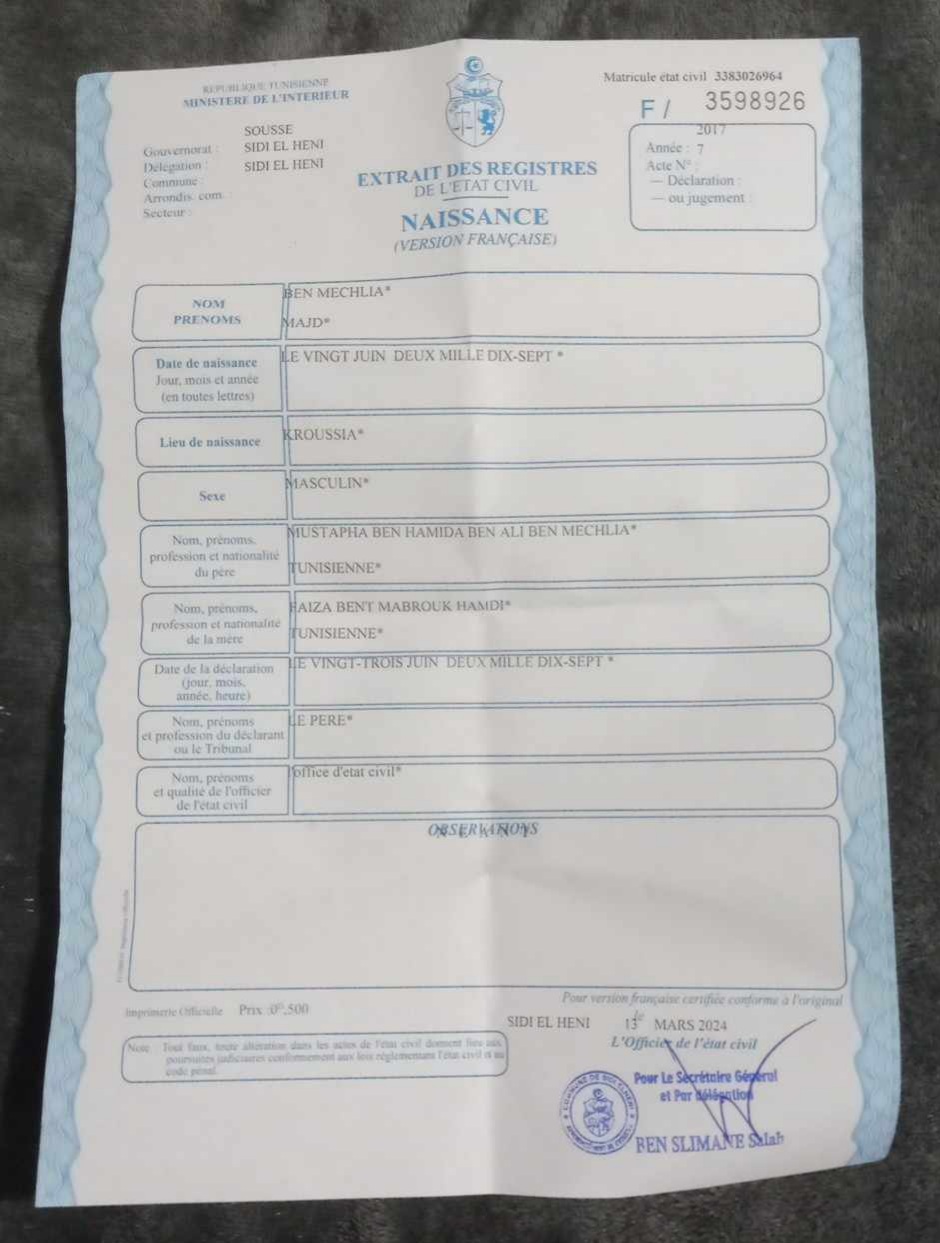 REPUBLIQUE TUNISIENNE
MINISTERE DE L'INTERIEUR
Matricule état civil 3383026964
F / 3598926
Gouvernorat : SOUSSE
Délégation : SIDI EL HENI
Commune : SIDI EL HENI
Arrondis. com.
Secteur :
EXTRAIT DES REGISTRES
DE L'ETAT CIVIL
NAISSANCE
(VERSION FRANÇAISE)
2017
Année : 7
Acte N° :
— Déclaration :
— ou jugement :
NOM
PRENOMS
BEN MECHLIA*
MAJD*
Date de naissance
Jour, mois et année
(en toutes lettres)
LE VINGT JUIN DEUX MILLE DIX-SEPT *
Lieu de naissance
KROUSSIA*
Sexe
MASCULIN*
Nom, prénoms,
profession et nationalité
du père
MUSTAPHA BEN HAMIDA BEN ALI BEN MECHLIA*
TUNISIENNE*
Nom, prénoms,
profession et nationalité
de la mère
FAIZA BENT MABROUK HAMDI*
TUNISIENNE*
Date de la déclaration
(jour, mois,
année, heure)
LE VINGT-TROIS JUIN DEUX MILLE DIX-SEPT *
Nom, prénoms
et profession du déclarant
ou le Tribunal
LE PERE*
Nom, prénoms
et qualité de l'officier
de l'état civil
l'office d'etat civil*
OBSERVATIONS
Imprimerie Officielle Prix :0ᴰ,500
Pour version française certifiée conforme à l'original
SIDI EL HENI le 13 MARS 2024
L'Officier de l'état civil
Note : Tout faux, toute altération dans les actes de l'état civil donnent lieu aux
poursuites judiciaires conformément aux lois réglementant l'état civil et au
code pénal.
Pour Le Secrétaire Général
et Par délégation
BEN SLIMANE Salah
COMMUNE DE SIDI ELHENI